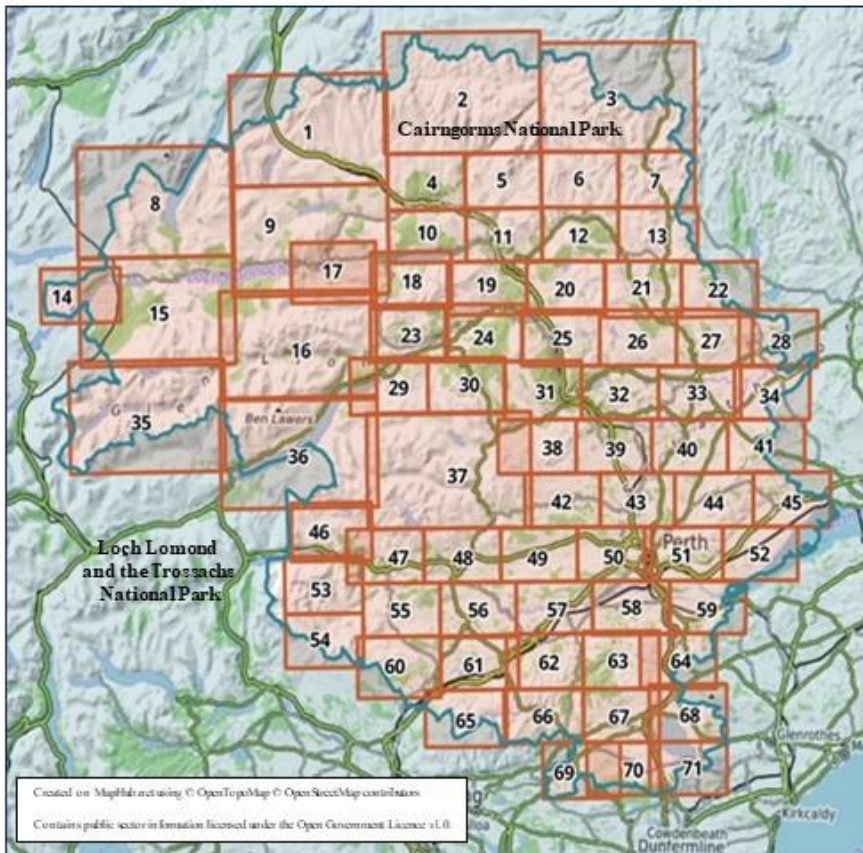 2
3
1
Cairngorms National Park
4 5 6 7
8
9
10 11 12 13
17
18 19 20 21 22
14
15
16
23 24 25 26 27 28
29 30 31 32 33 34
35
Ben Lawers
36
37
38 39 40 41
42 43 44 45
46
Loch Lomond
and the Trossachs
National Park
Perth
47 48 49 50 51 52
53
55 56 57 58 59
54
60 61 62 63 64
65 66 67 68
Glenrothes
69 70 71
Kirkcaldy
Cowdenbeath
Dunfermline
Created on MapHub.net using © OpenTopoMap © OpenStreetMap contributors
Contains public sector information licensed under the Open Government Licence v1.0.